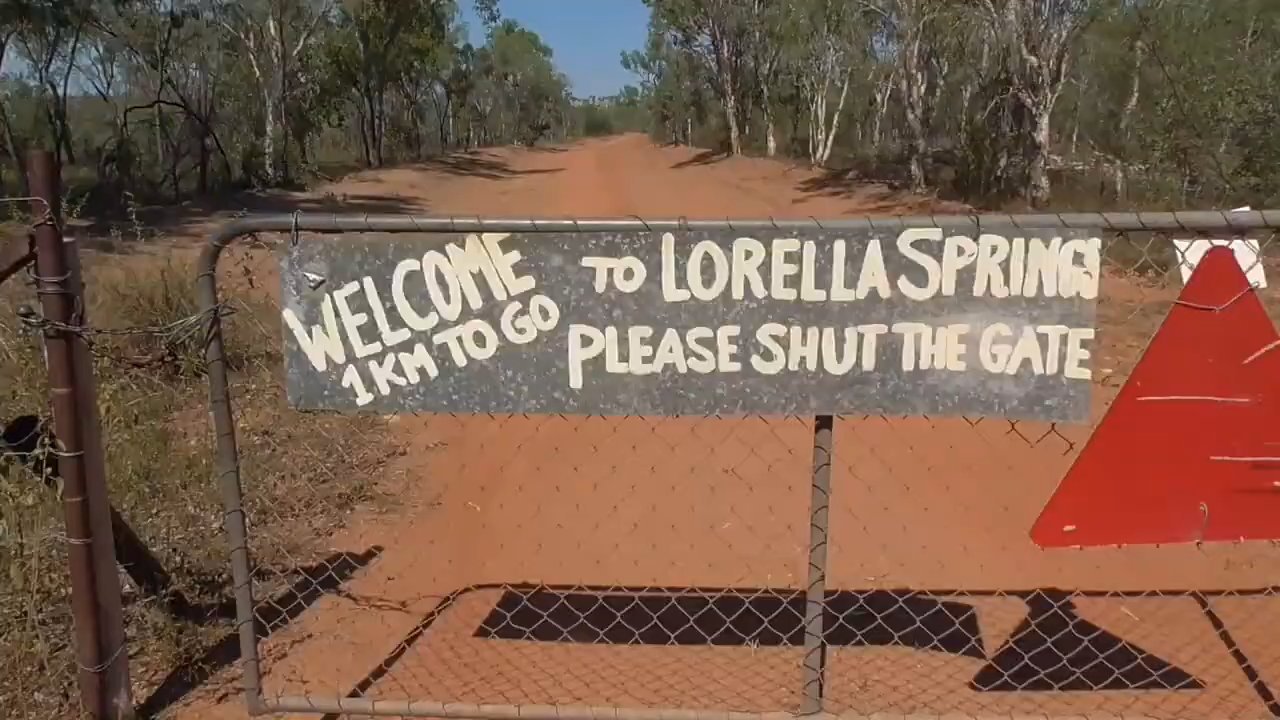 WELCOME TO LORELLA SPRINGS
1KM TO GO
PLEASE SHUT THE GATE